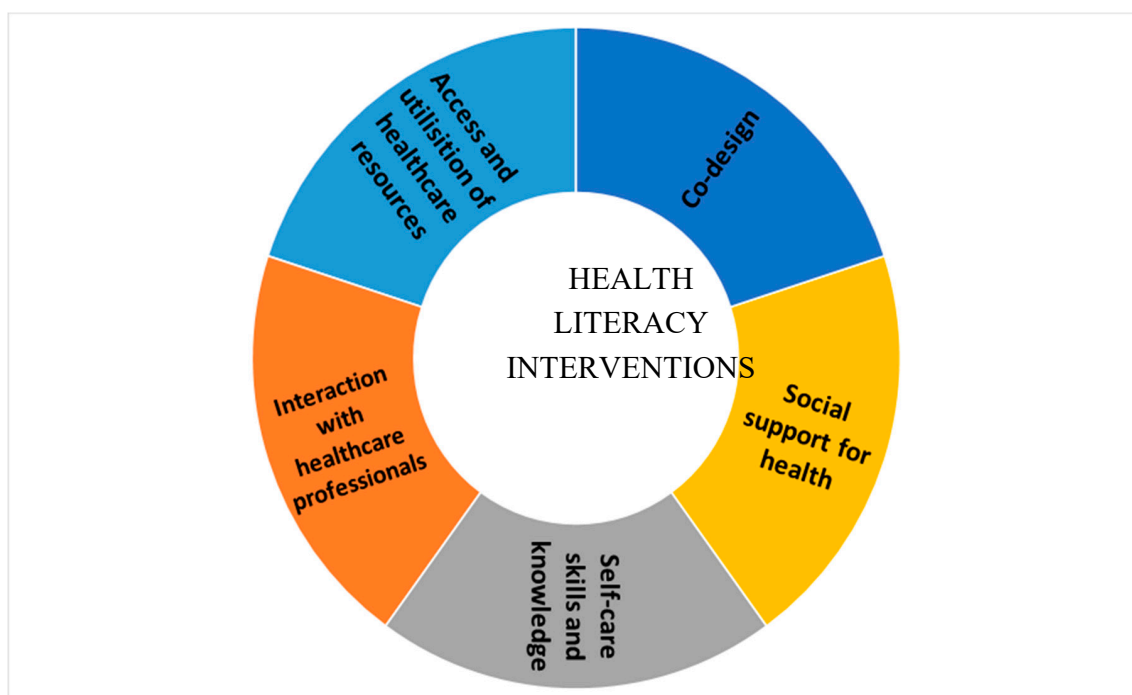 Access and
utilisition of
healthcare
resources
Co-design
HEALTH
LITERACY
INTERVENTIONS
Interaction
with
healthcare
professionals
Social
support for
health
Self-care
skills and
knowledge